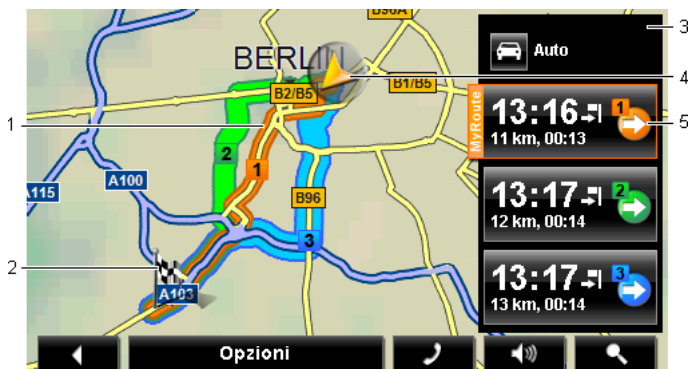 B96A
3
BERLIN
Auto
4
B2/B5
B1/B5
MyRoute
13:16
1
5
11 km, 00:13
1
2
1
A115
A100
B96
13:17
2
12 km, 00:14
3
2
A103
13:17
3
13 km, 00:14
Opzioni